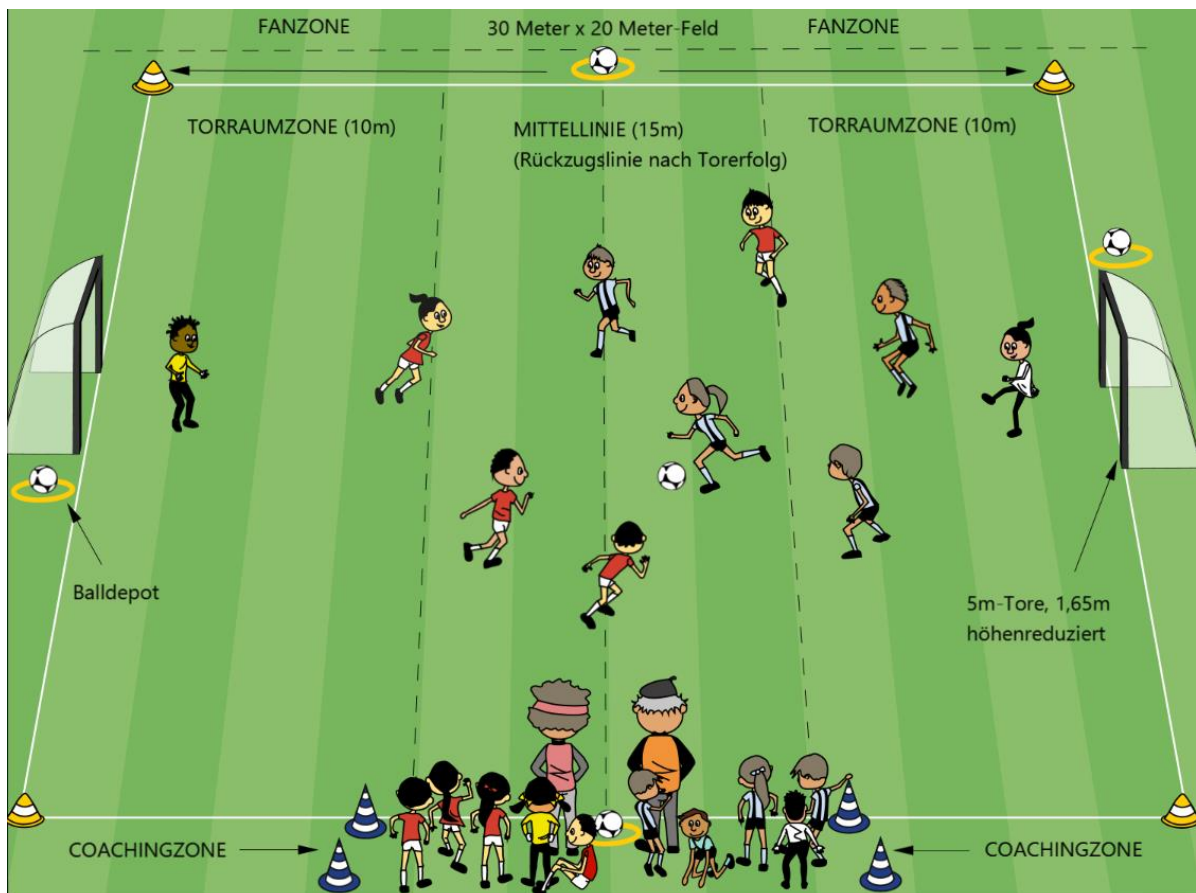 FANZONE
30 Meter x 20 Meter-Feld
FANZONE
TORRAUMZONE (10m)
MITTELLINIE (15m)
(Rückzugslinie nach Torerfolg)
TORRAUMZONE (10m)
Balldepot
5m-Tore, 1,65m
höhenreduziert
COACHINGZONE
COACHINGZONE